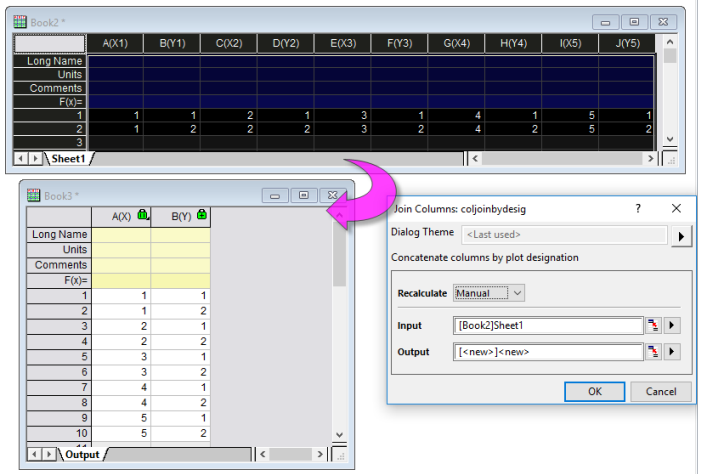 Book2 *
A(X1) B(Y1) C(X2) D(Y2) E(X3) F(Y3) G(X4) H(Y4) I(X5) J(Y5)
Long Name
Units
Comments
F(x)=
1 1 1 2 1 3 1 4 1 5 1
2 1 2 2 2 3 2 4 2 5 2
3
Sheet1
Book3 *
A(X) B(Y)
Long Name
Units
Comments
F(x)=
1 1 1
2 1 2
3 2 1
4 2 2
5 3 1
6 3 2
7 4 1
8 4 2
9 5 1
10 5 2
Output
Join Columns: coljoinbydesig ? ×
Dialog Theme <Last used>
Concatenate columns by plot designation
Recalculate Manual
Input [Book2]Sheet1
Output [<new>]<new>
OK Cancel